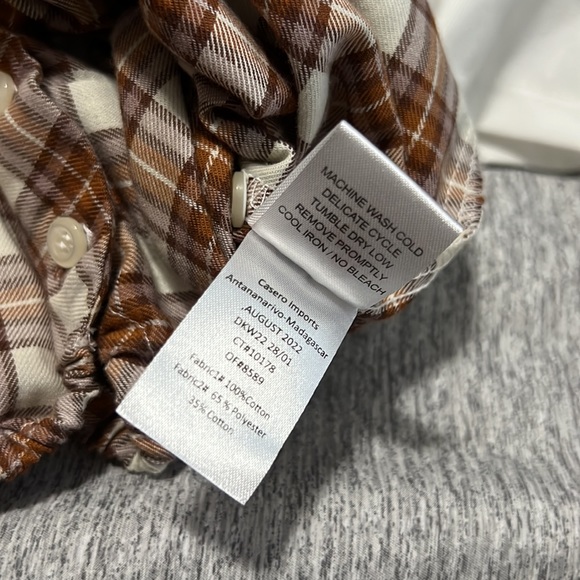 MACHINE WASH COLD
DELICATE CYCLE
TUMBLE DRY LOW
REMOVE PROMPTLY
COOL IRON / NO BLEACH
Casero Imports
Antananarivo-Madagascar
,AUGUST 2022
DKW22 28/01
CT#10178
OF#8589
Fabric1# 100%Cotton
Fabric2# 65% Polyester
35% Cotton